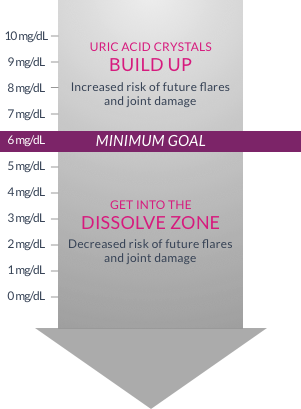 10 mg/dL
9 mg/dL
8 mg/dL
7 mg/dL
6 mg/dL
5 mg/dL
4 mg/dL
3 mg/dL
2 mg/dL
1 mg/dL
0 mg/dL
URIC ACID CRYSTALS
BUILD UP
Increased risk of future flares
and joint damage
MINIMUM GOAL
GET INTO THE
DISSOLVE ZONE
Decreased risk of future flares
and joint damage